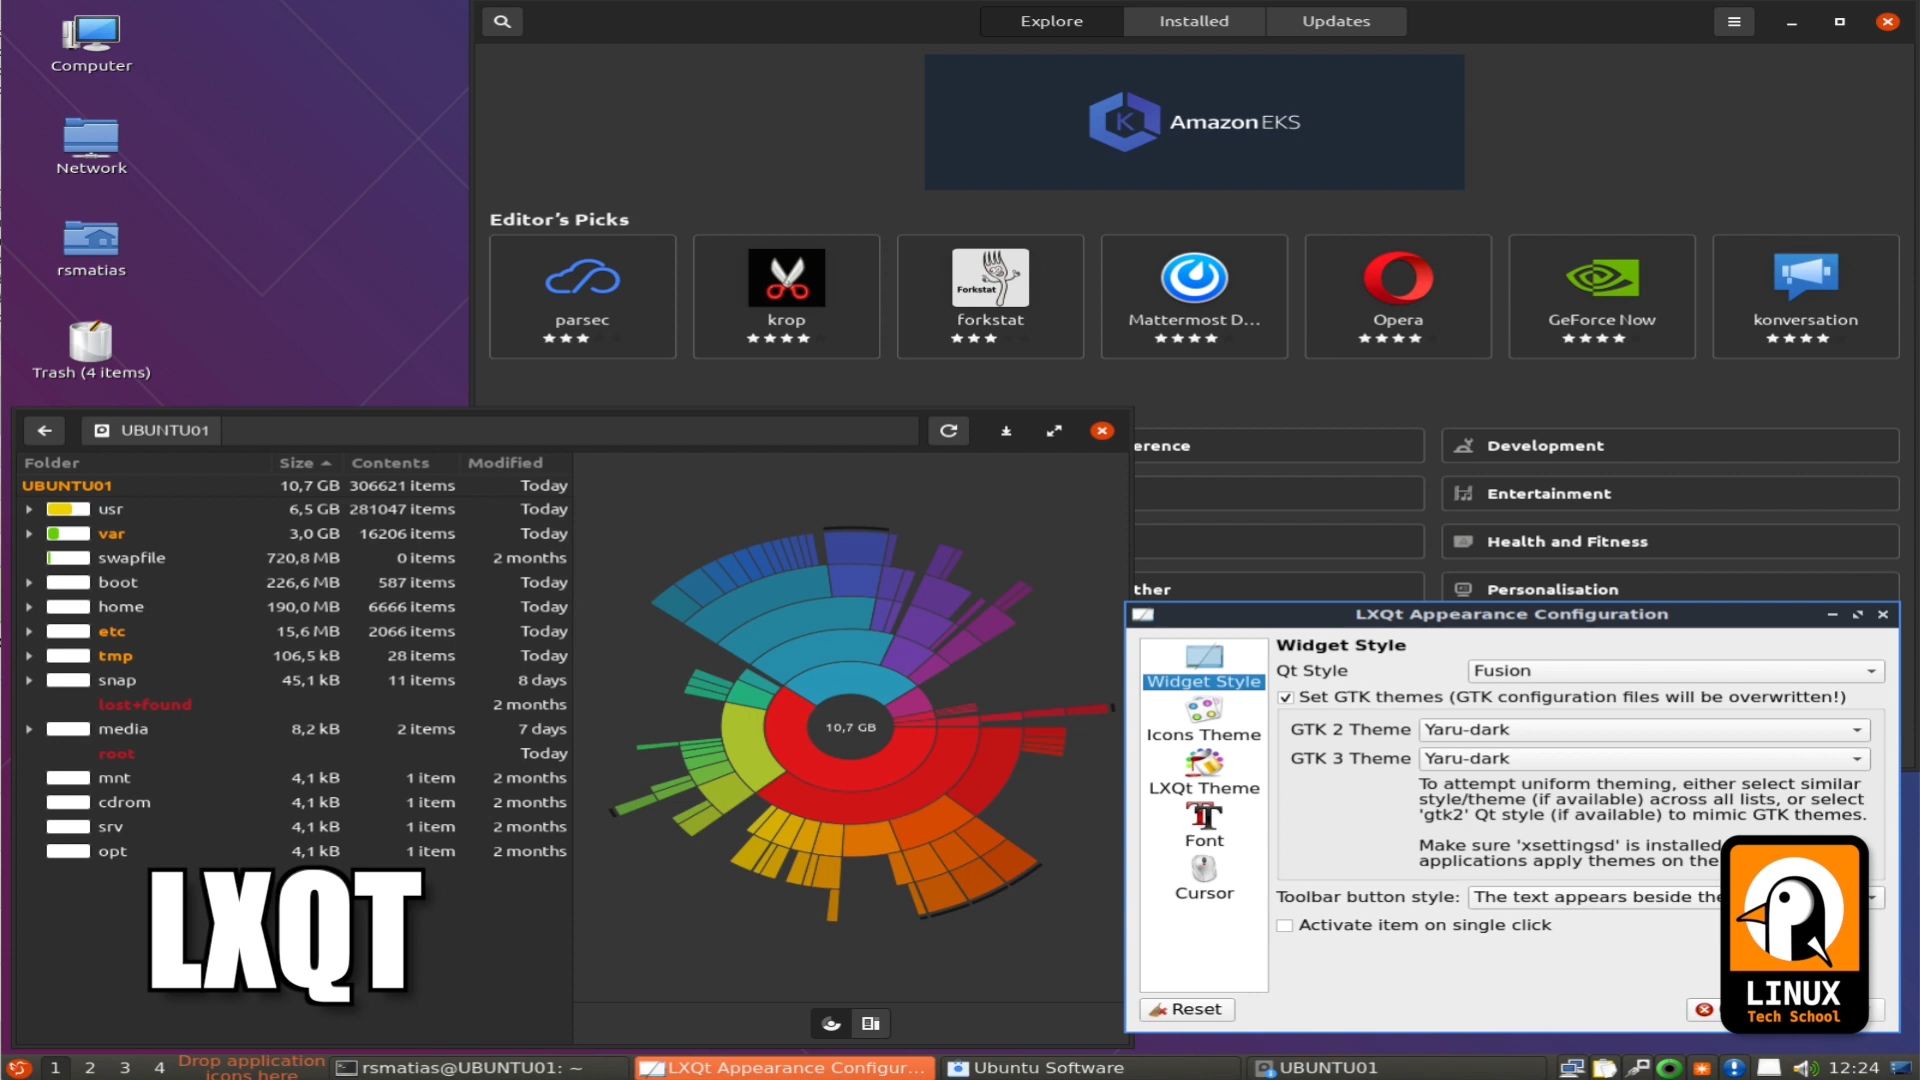 Computer
Network
rsmatias
Trash (4 items)
Explore
Installed
Updates
K
Amazon EKS
Editor's Picks
parsec
krop
Forkstat
forkstat
Mattermost D...
Opera
GeForce Now
konversation
erence
Development
Entertainment
Health and Fitness
ther
Personalisation
UBUNTU01
Folder Size Contents Modified
UBUNTU01 10,7 GB 306621 items Today
usr 6,5 GB 281047 items Today
var 3,0 GB 16206 items Today
swapfile 720,8 MB 0 items 2 months
boot 226,6 MB 587 items Today
home 190,0 MB 6666 items Today
etc 15,6 MB 2066 items Today
tmp 106,5 kB 28 items Today
snap 45,1 kB 11 items 8 days
lost+found 2 months
media 8,2 kB 2 items 7 days
root Today
mnt 4,1 kB 1 item 2 months
cdrom 4,1 kB 1 item 2 months
srv 4,1 kB 1 item 2 months
opt 4,1 kB 1 item 2 months
10,7 GB
LXQT
LXQt Appearance Configuration
Widget Style
Icons Theme
LXQt Theme
Font
Cursor
Widget Style
Qt Style Fusion
Set GTK themes (GTK configuration files will be overwritten!)
GTK 2 Theme Yaru-dark
GTK 3 Theme Yaru-dark
To attempt uniform theming, either select similar
style/theme (if available) across all lists, or select
'gtk2' Qt style (if available) to mimic GTK themes.
Make sure 'xsettingsd' is installed
applications apply themes on the
Toolbar button style: The text appears beside the
Activate item on single click
Reset
LINUX
Tech School
1 2 3 4
Drop application
icons here
rsmatias@UBUNTU01: ~
LXQt Appearance Configur...
Ubuntu Software
UBUNTU01
12:24